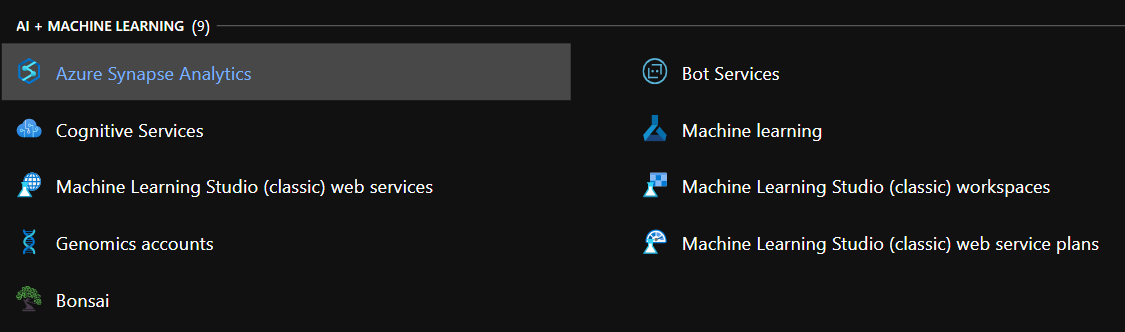 AI + MACHINE LEARNING (9)
Azure Synapse Analytics
Bot Services
Cognitive Services
Machine learning
Machine Learning Studio (classic) web services
Machine Learning Studio (classic) workspaces
Genomics accounts
Machine Learning Studio (classic) web service plans
Bonsai